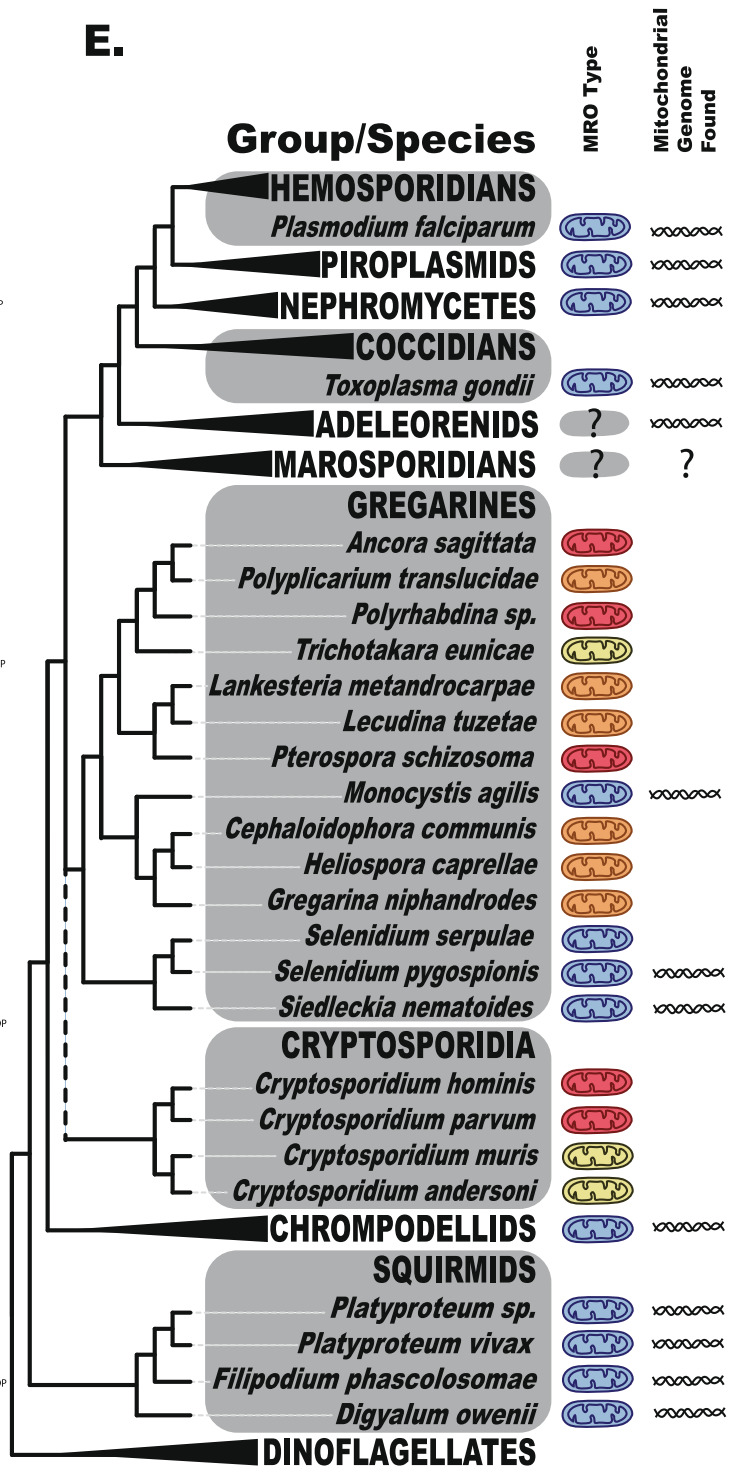 E.
Group/Species
MRO Type
Mitochondrial
Genome
Found
HEMOSPORIDIANS
Plasmodium falciparum
PIROPLASMIDS
P
NEPHROMYCETES
COCCIDIANS
Toxoplasma gondii
ADELEORENIDS
?
MAROSPORIDIANS
? ?
GREGARINES
Ancora sagittata
Polyplicarium translucidae
Polyrhabdina sp.
Trichotakara eunicae
P
Lankesteria metandrocarpae
Lecudina tuzetae
Pterospora schizosoma
Monocystis agilis
Cephaloidophora communis
Heliospora caprellae
Gregarina niphandrodes
Selenidium serpulae
Selenidium pygospionis
Siedleckia nematoides
OP
CRYPTOSPORIDIA
Cryptosporidium hominis
Cryptosporidium parvum
Cryptosporidium muris
Cryptosporidium andersoni
CHROMPODELLIDS
SQUIRMIDS
Platyproteum sp.
Platyproteum vivax
Filipodium phascolosomae
OP
Digyalum owenii
DINOFLAGELLATES